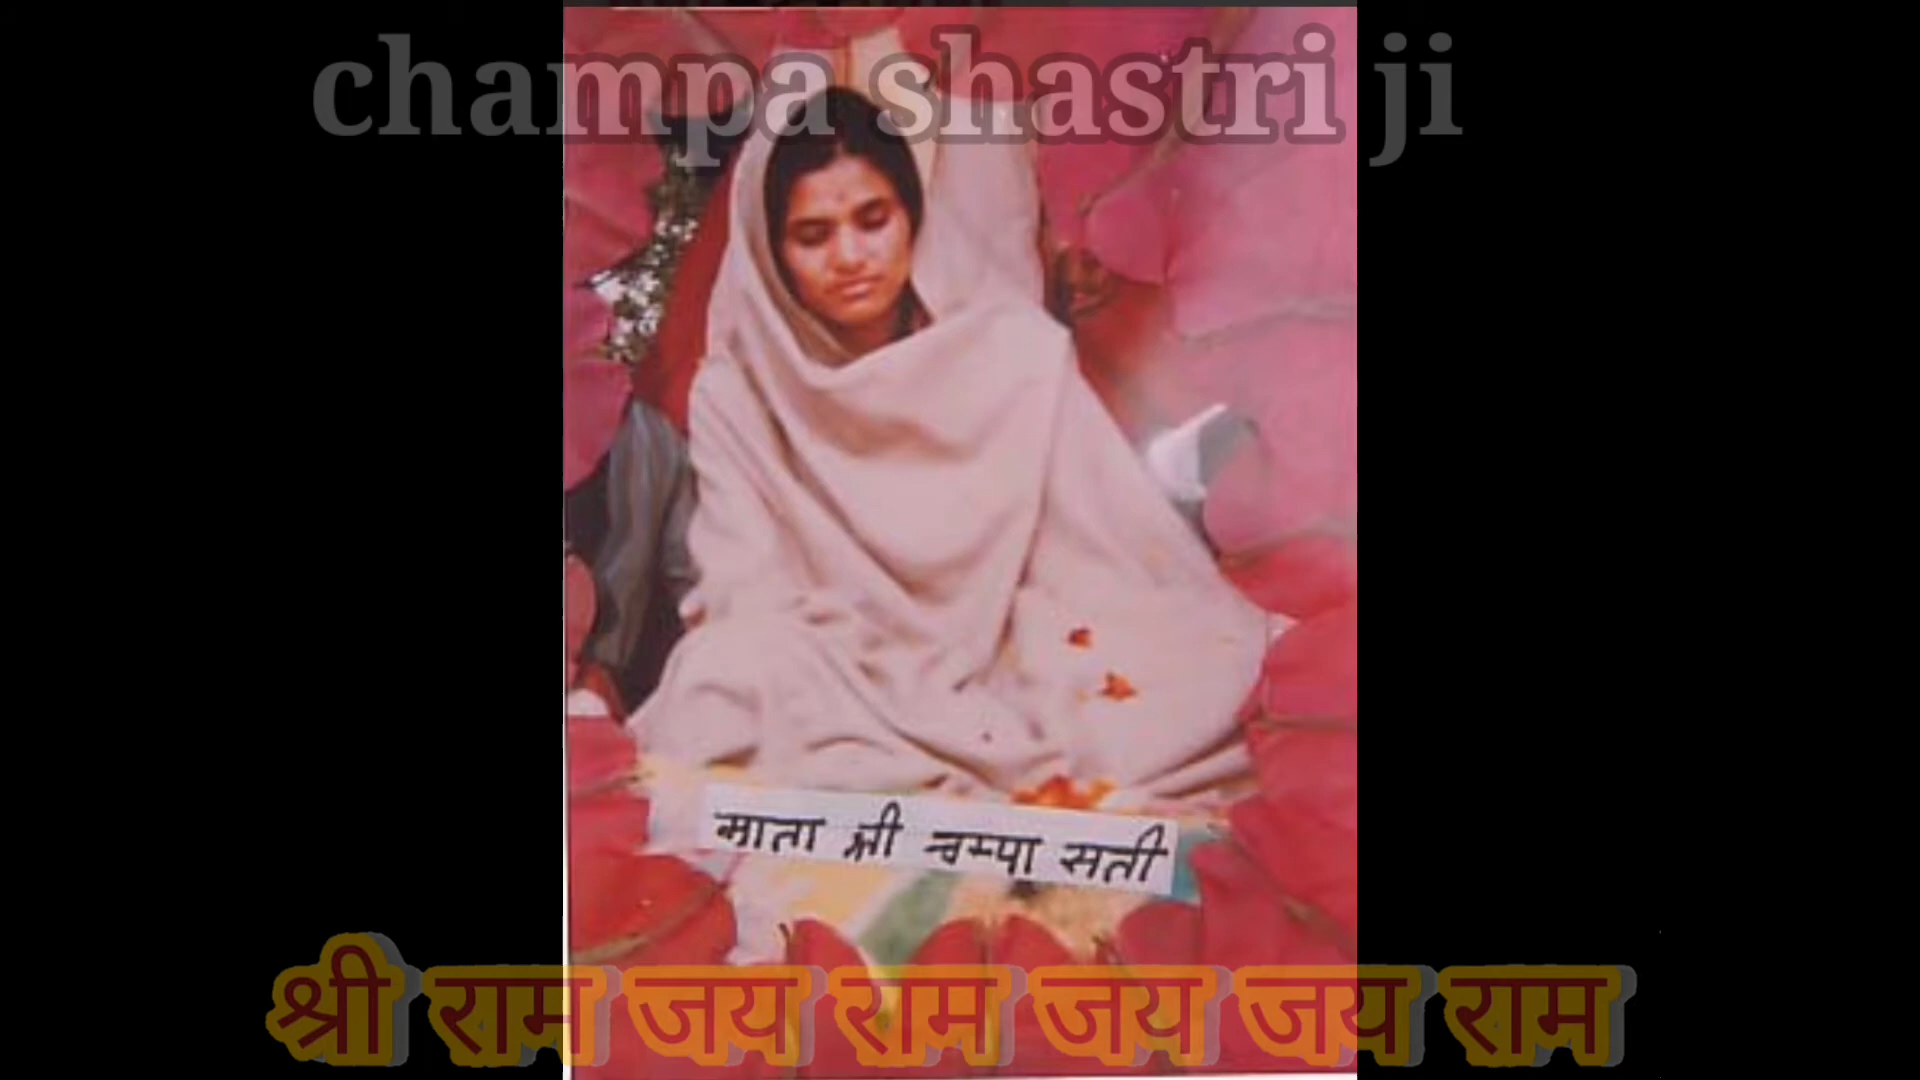 champa shastri ji
माता श्री चम्पा सती
श्री राम जय राम जय जय राम